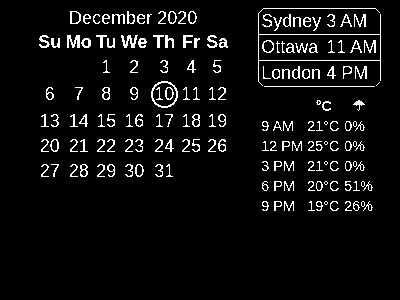 December 2020
Su Mo Tu We Th Fr Sa
1 2 3 4 5
6 7 8 9 10 11 12
13 14 15 16 17 18 19
20 21 22 23 24 25 26
27 28 29 30 31
Sydney 3 AM
Ottawa 11 AM
London 4 PM
°C ☂
9 AM 21°C 0%
12 PM 25°C 0%
3 PM 21°C 0%
6 PM 20°C 51%
9 PM 19°C 26%